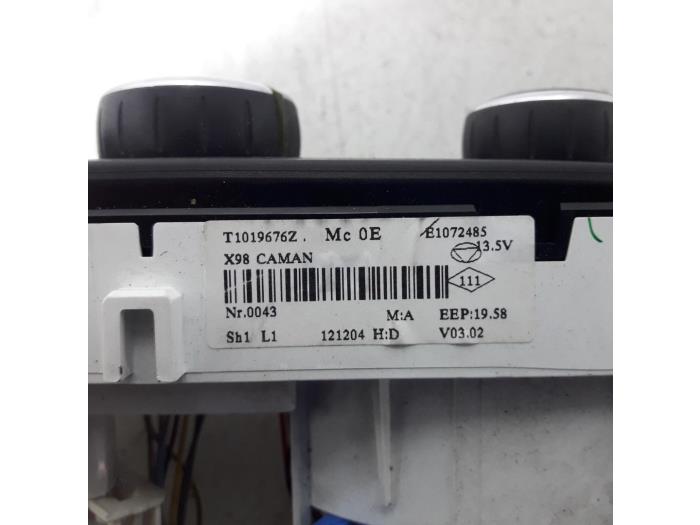 T1019676Z. Mc 0E E1072485
13.5V
X98 CAMAN
111
Nr.0043 M:A EEP:19.58
Sh1 L1 121204 H:D V03.02